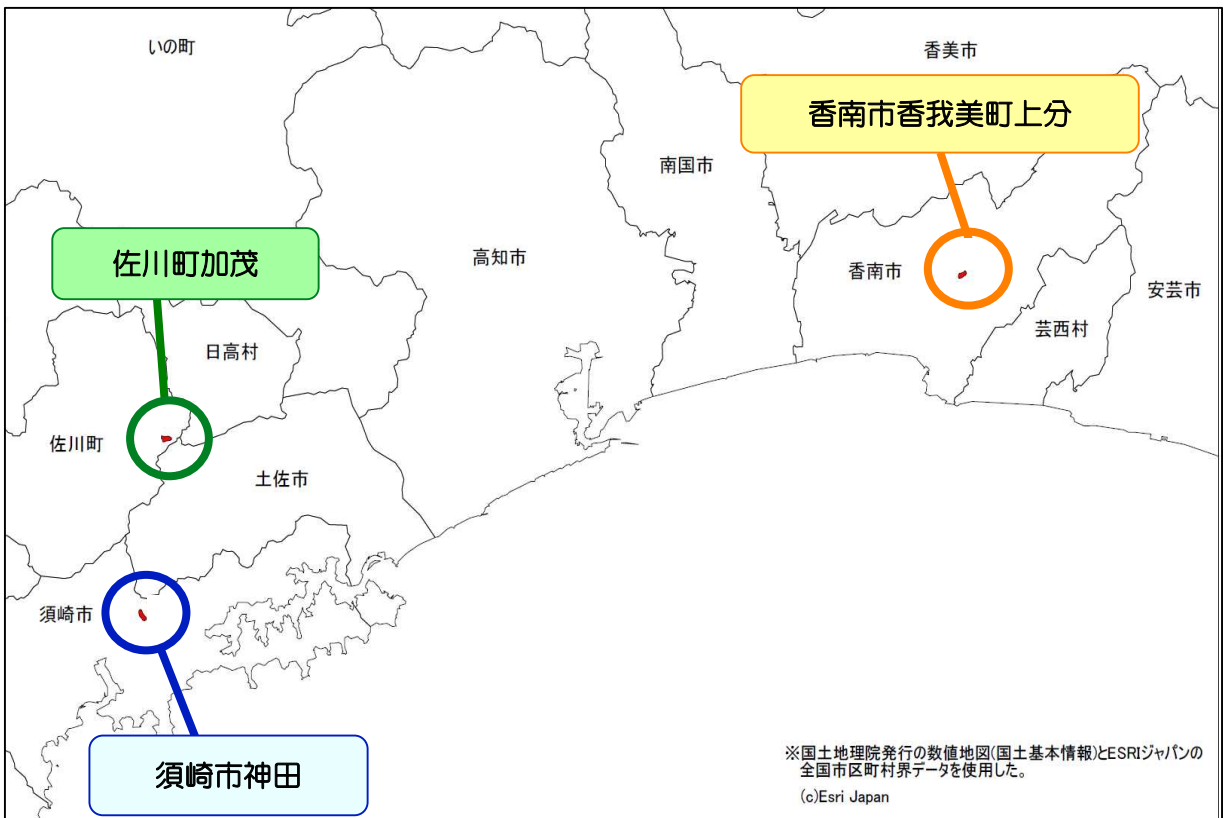 いの町
香美市
香南市香我美町上分
南国市
佐川町加茂
高知市
香南市
安芸市
芸西村
日高村
佐川町
土佐市
須崎市
須崎市神田
※国土地理院発行の数値地図(国土基本情報)とESRIジャパンの
全国市区町村界データを使用した。
(c)Esri Japan